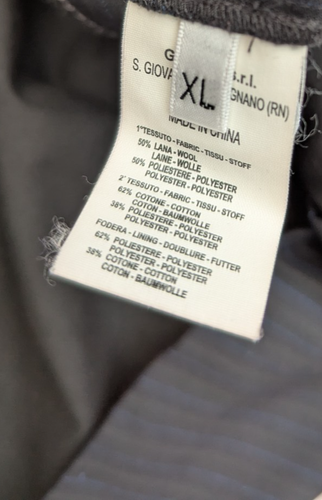 G S.r.l.
S. GIOVA GNANO (RN)
XL
MADE IN CHINA
1°TESSUTO - FABRIC - TISSU - STOFF
50% LANA - WOOL
LAINE - WOLLE
50% POLIESTERE - POLYESTER
POLYESTER - POLYESTER
2° TESSUTO - FABRIC - TISSU - STOFF
62% COTONE - COTTON
COTON - BAUMWOLLE
38% POLIESTERE - POLYESTER
POLYESTER - POLYESTER
FODERA - LINING - DOUBLURE - FUTTER
62% POLIESTERE - POLYESTER
POLYESTER - POLYESTER
38% COTONE - COTTON
COTON - BAUMWOLLE